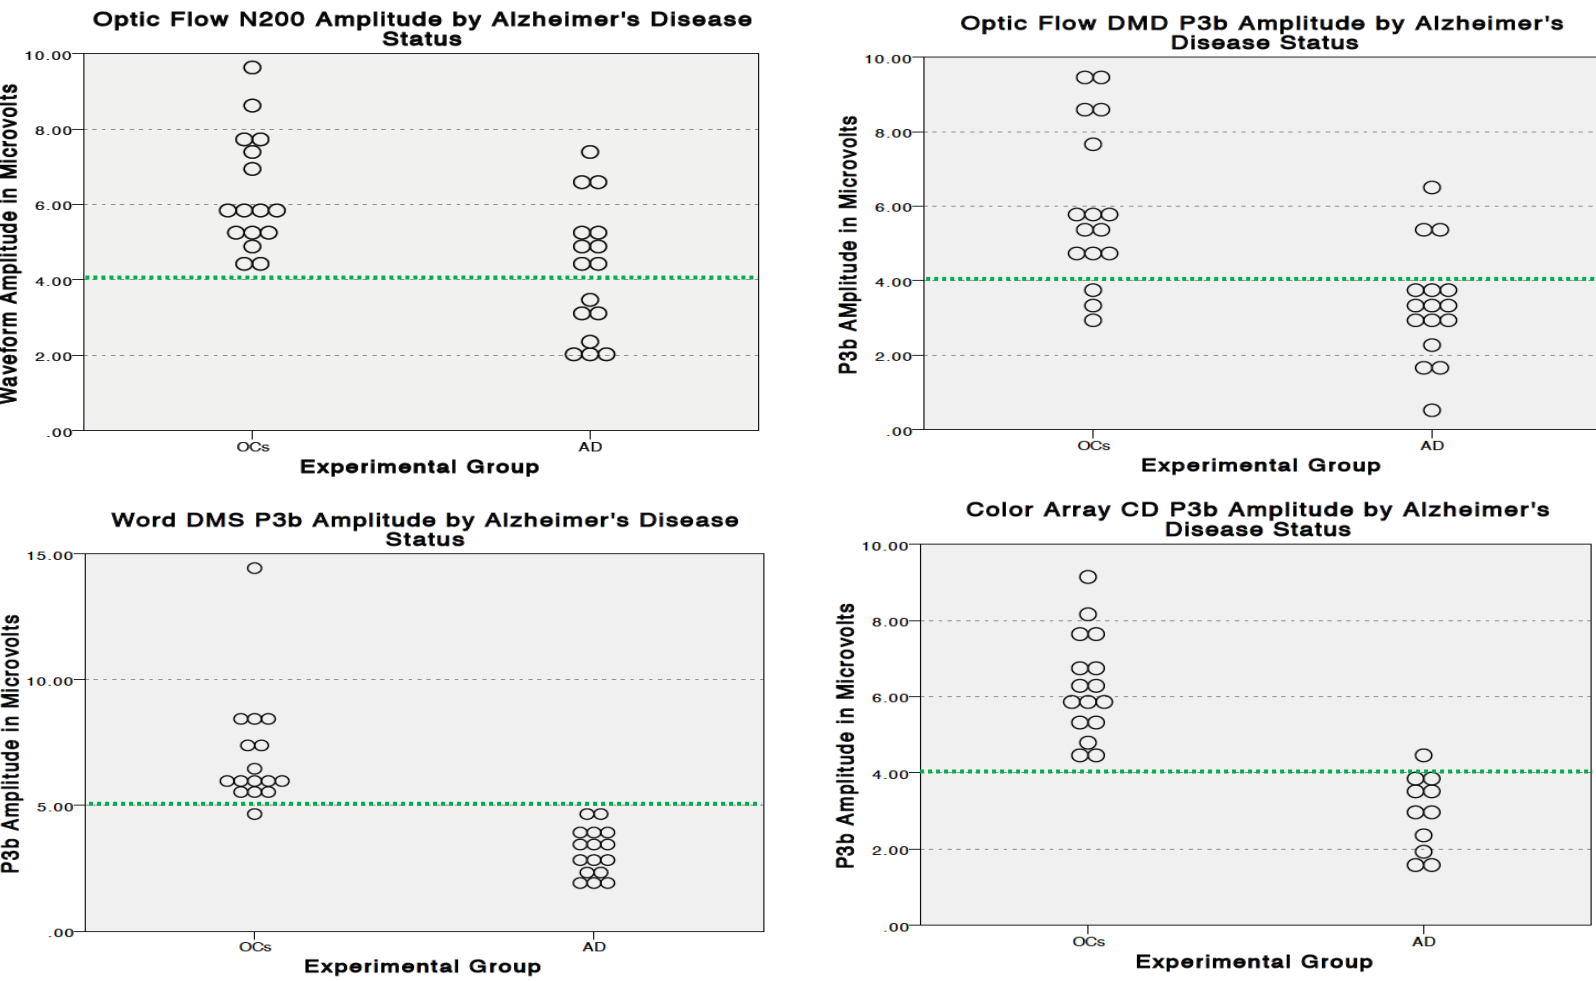 Optic Flow N200 Amplitude by Alzheimer's Disease
Status
Waveform Amplitude in Microvolts
10.00
8.00
6.00
4.00
2.00
.00
OCs
AD
Experimental Group
Optic Flow DMD P3b Amplitude by Alzheimer's
Disease Status
P3b AMplitude in Microvolts
10.00
8.00
6.00
4.00
2.00
.00
OCs
AD
Experimental Group
Word DMS P3b Amplitude by Alzheimer's Disease
Status
P3b Amplitude in Microvolts
15.00
10.00
5.00
.00
OCs
AD
Experimental Group
Color Array CD P3b Amplitude by Alzheimer's
Disease Status
P3b Amplitude in Microvolts
10.00
8.00
6.00
4.00
2.00
.00
OCs
AD
Experimental Group